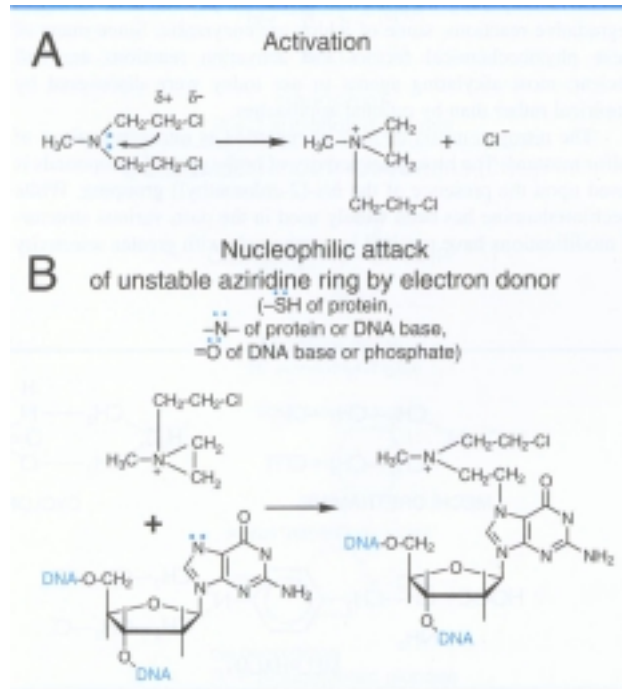 A
Activation
δ+ δ-
CH₂-CH₂-Cl
H₃C-N
CH₂-CH₂-Cl
H₃C-N
+
CH₂
CH₂
CH₂-CH₂-Cl
+ Cl⁻
B
Nucleophilic attack
of unstable aziridine ring by electron donor
(–SH of protein,
–N– of protein or DNA base,
=O of DNA base or phosphate)
CH₂-CH₂-Cl
H₃C-N
+
CH₂
CH₂
+
O
N
N
N
N
NH₂
DNA-O-CH₂
O
O
DNA
CH₂-CH₂-Cl
H₃C-N
+
CH₂-CH₂
O
N
N
N
N
NH₂
DNA-O-CH₂
O
O
DNA